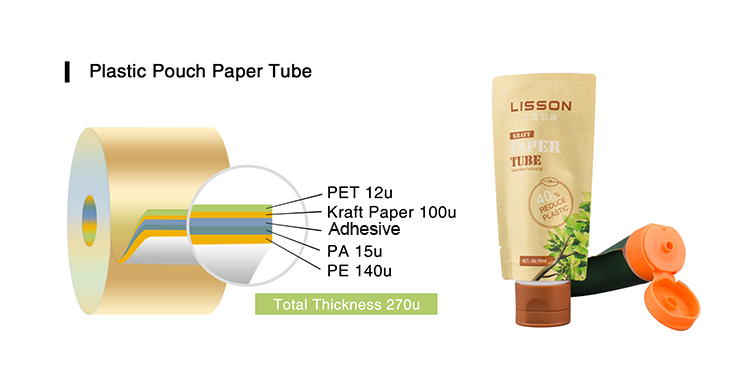 Plastic Pouch Paper Tube
PET 12u
Kraft Paper 100u
Adhesive
PA 15u
PE 140u
Total Thickness 270u
LISSON
KRAFT
PAPER
TUBE
40%
REDUCE
PLASTIC